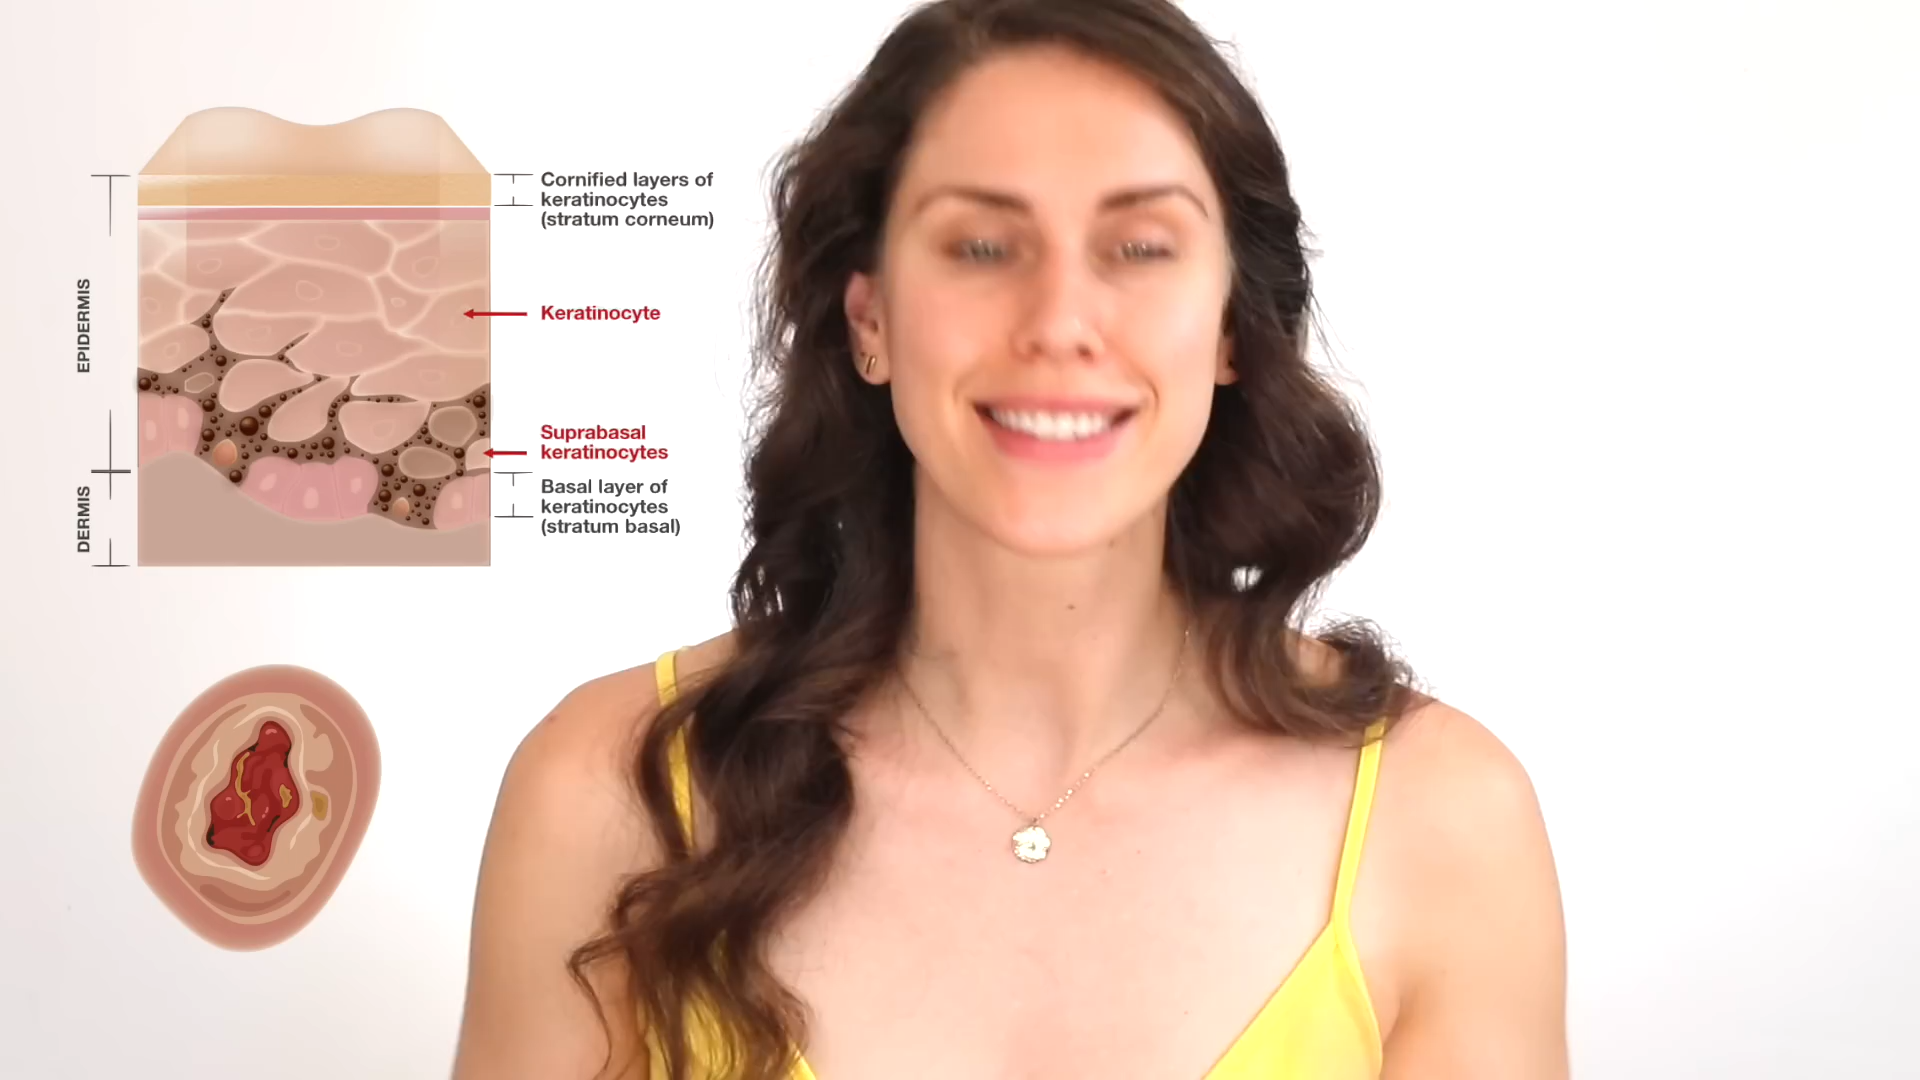 Cornified layers of
keratinocytes
(stratum corneum)
EPIDERMIS
Keratinocyte
Suprabasal
keratinocytes
Basal layer of
keratinocytes
(stratum basal)
DERMIS